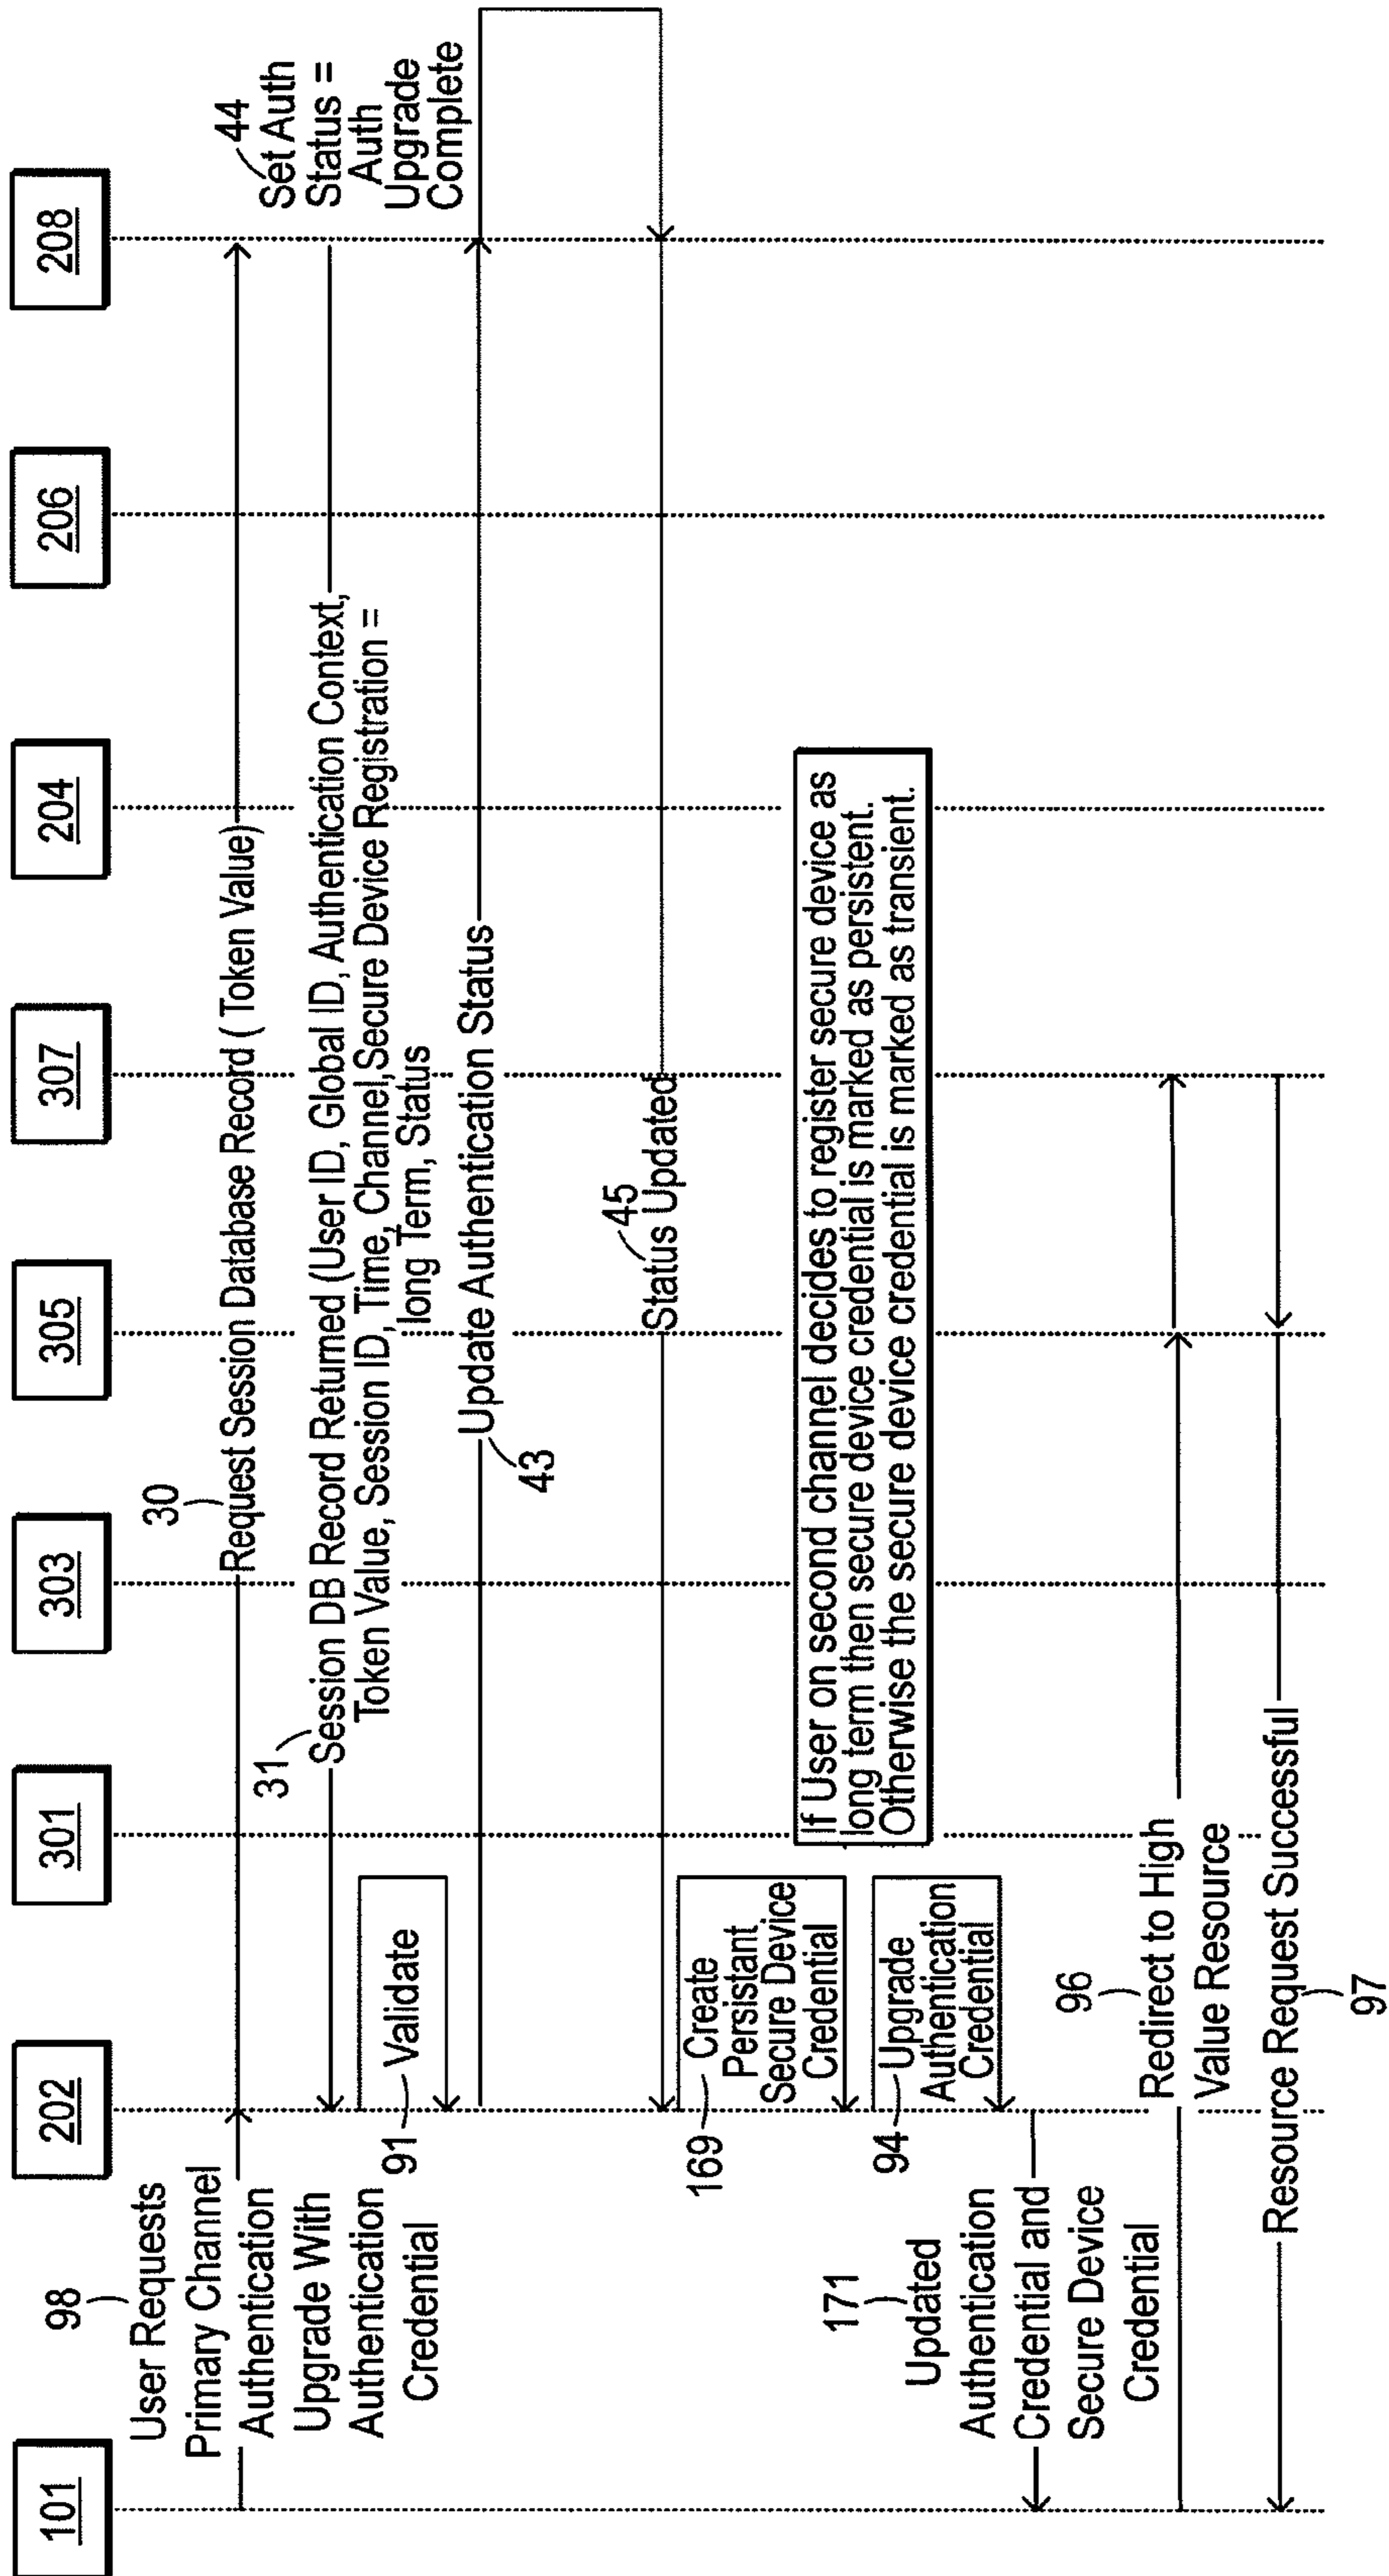 101
202
301
303
305
307
204
206
208
98
User Requests
Primary Channel
Authentication
Upgrade With
Authentication
Credential
30
Request Session Database Record ( Token Value)
31
Session DB Record Returned (User ID, Global ID, Authentication Context,
Token Value, Session ID, Time, Channel,Secure Device Registration =
long Term, Status
91
Validate
43
Update Authentication Status
44
Set Auth
Status =
Auth
Upgrade
Complete
45
Status Updated
169
Create
Persistant
Secure Device
Credential
If User on second channel decides to register secure device as
long term then secure device credential is marked as persistent.
Otherwise the secure device credential is marked as transient.
94
Upgrade
Authentication
Credential
171
Updated
Authentication
Credential and
Secure Device
Credential
96
Redirect to High
Value Resource
Resource Request Successful
97